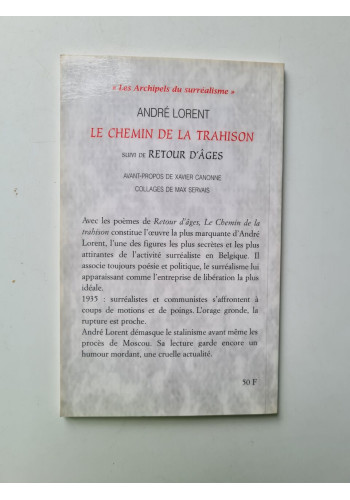 « Les Archipels du surréalisme »
ANDRÉ LORENT
LE CHEMIN DE LA TRAHISON
SUIVI DE RETOUR D'ÂGES
AVANT-PROPOS DE XAVIER CANONNE
COLLAGES DE MAX SERVAIS
Avec les poèmes de Retour d'âges, Le Chemin de la
trahison constitue l'œuvre la plus marquante d'André
Lorent, l'une des figures les plus secrètes et les plus
attirantes de l'activité surréaliste en Belgique. Il
associe toujours poésie et politique, le surréalisme lui
apparaissant comme l'entreprise de libération la plus
idéale.
1935 : surréalistes et communistes s'affrontent à
coups de motions et de poings. L'orage gronde, la
rupture est proche.
André Lorent démasque le stalinisme avant même les
procès de Moscou. Sa lecture garde encore un
humour mordant, une cruelle actualité.
50 F